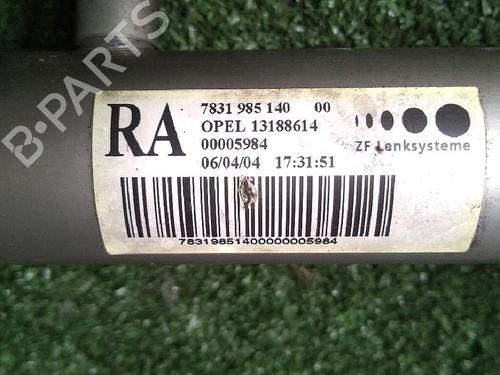 RA
7831 985 140 00
OPEL 13188614
00005984
06/04/04 17:31:51
ZF Lenksysteme
78319851400000005984
B-PARTS